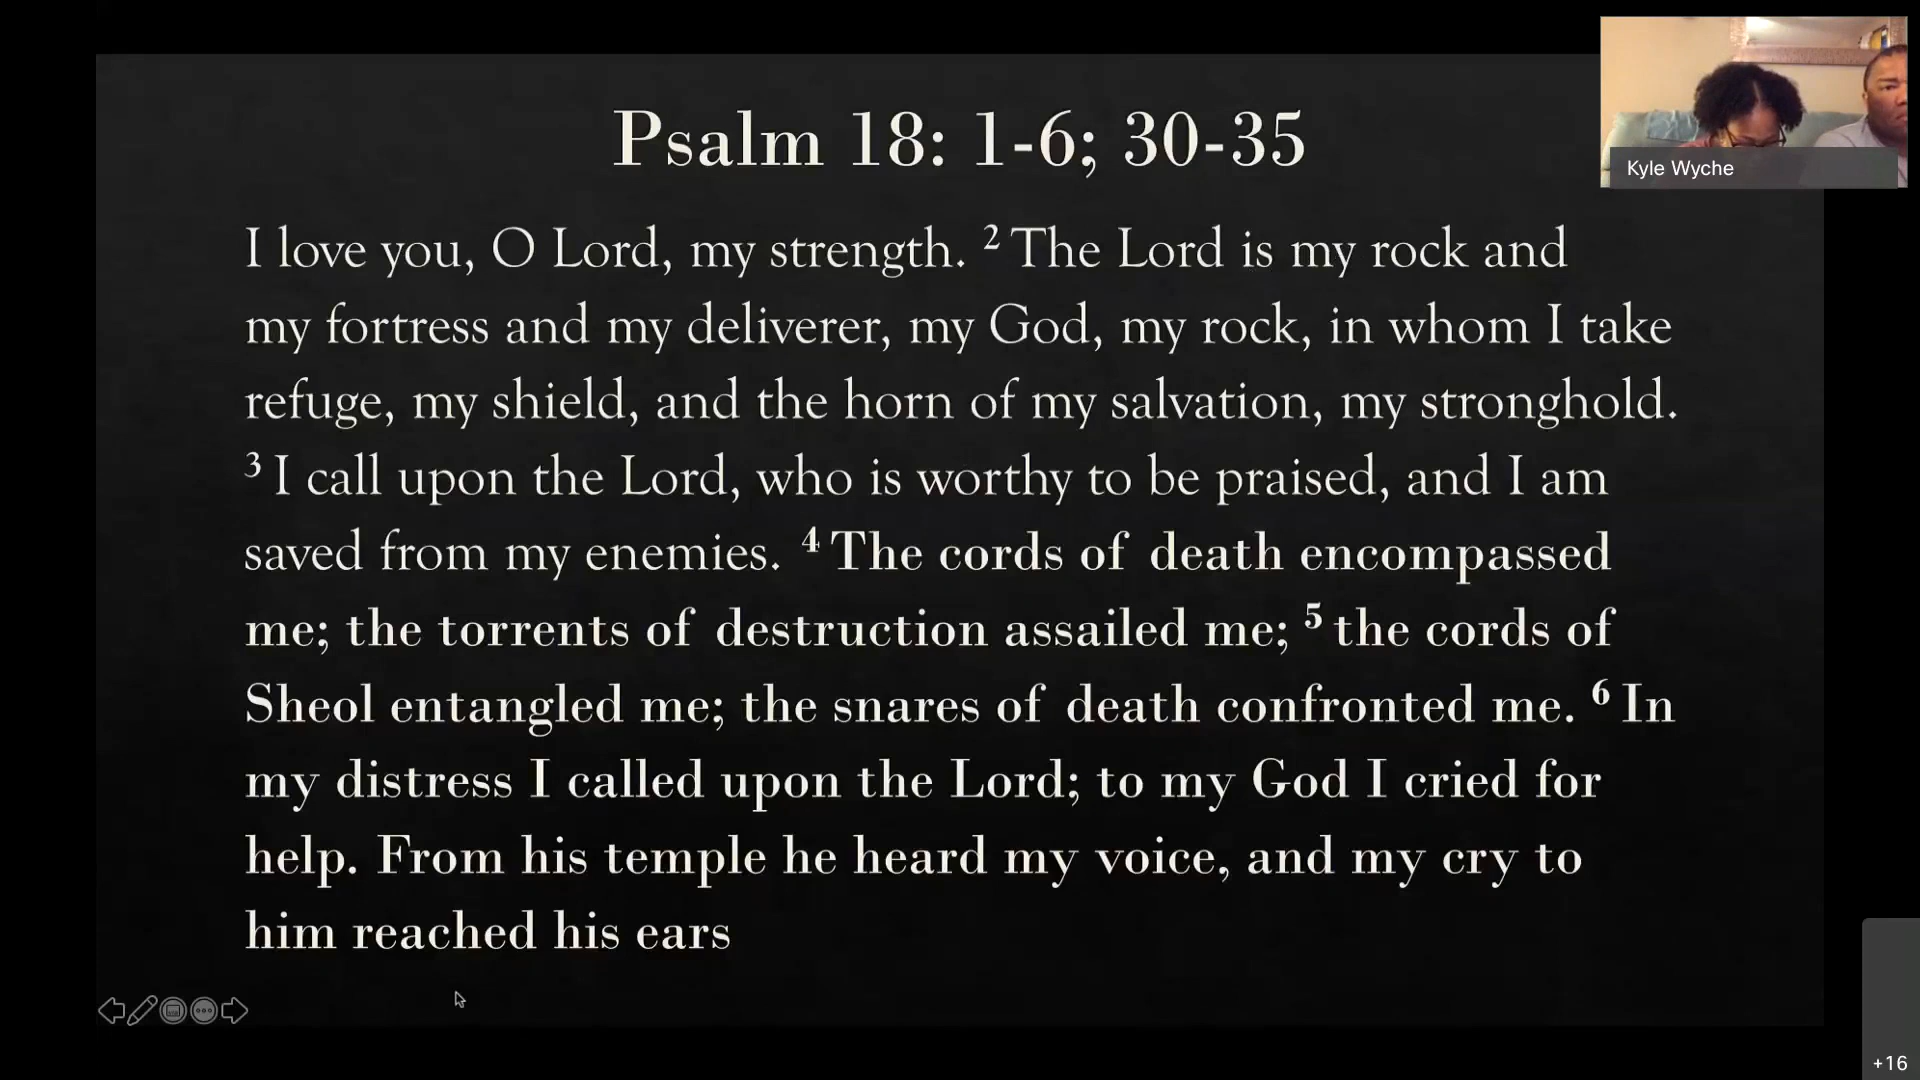 Psalm 18: 1-6; 30-35
Kyle Wyche
I love you, O Lord, my strength. 2 The Lord is my rock and
my fortress and my deliverer, my God, my rock, in whom I take
refuge, my shield, and the horn of my salvation, my stronghold.
3 I call upon the Lord, who is worthy to be praised, and I am
saved from my enemies. 4 The cords of death encompassed
me; the torrents of destruction assailed me; 5 the cords of
Sheol entangled me; the snares of death confronted me. 6 In
my distress I called upon the Lord; to my God I cried for
help. From his temple he heard my voice, and my cry to
him reached his ears
+16